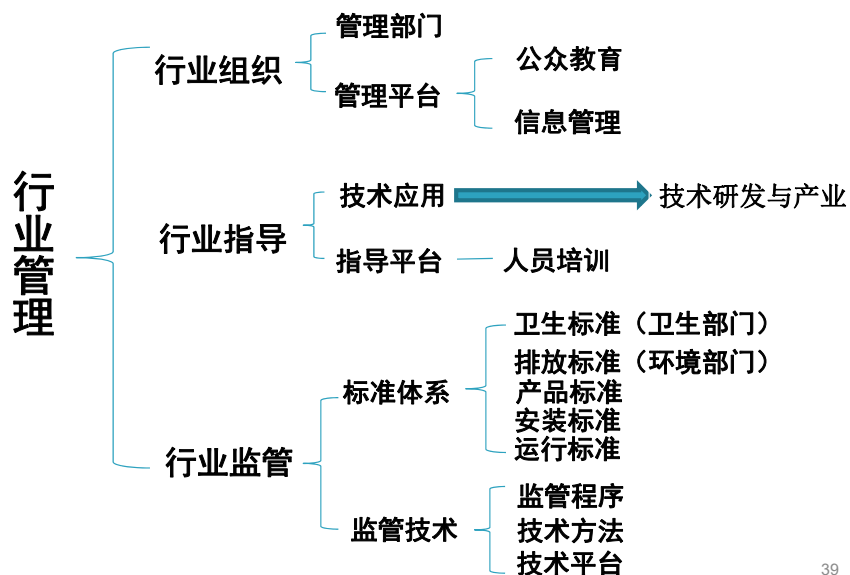 行业管理
行业组织
管理部门
管理平台
公众教育
信息管理
行业指导
技术应用
技术研发与产业
指导平台
人员培训
行业监管
标准体系
卫生标准（卫生部门）
排放标准（环境部门）
产品标准
安装标准
运行标准
监管技术
监管程序
技术方法
技术平台
39